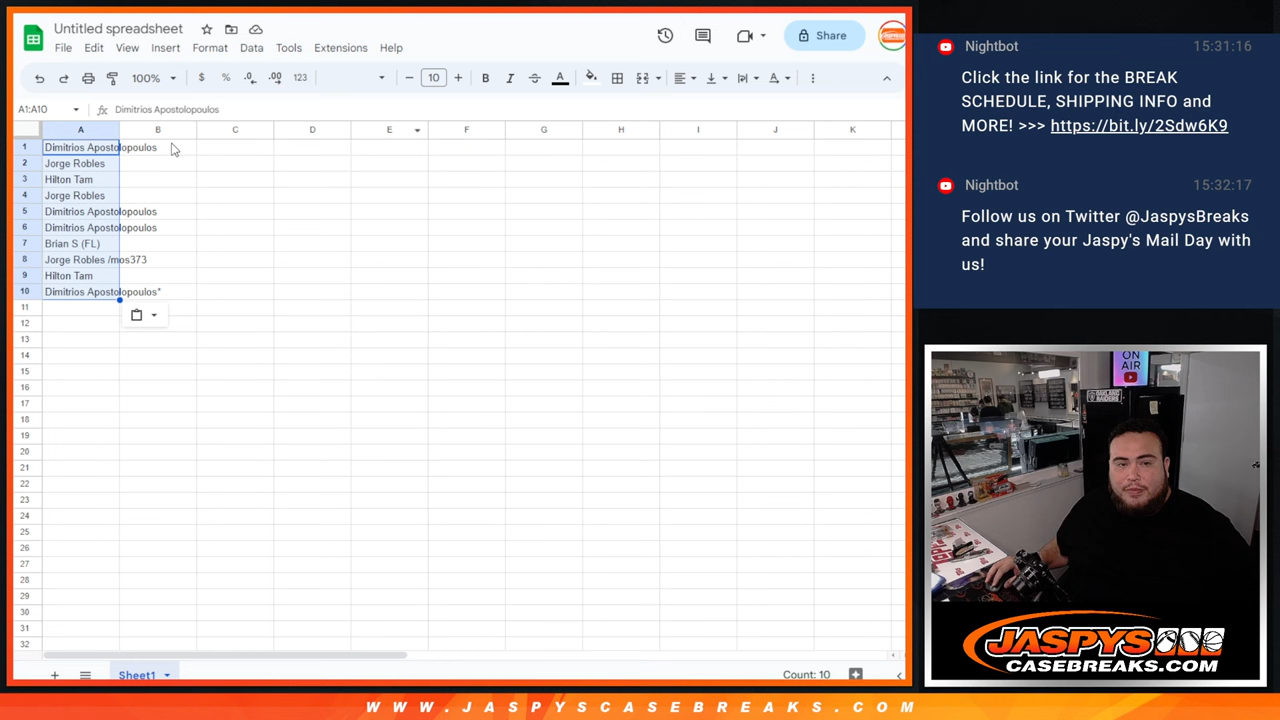 Untitled spreadsheet
File Edit View Insert Format Data Tools Extensions Help
Share
100% $ % .0 .00 123 10 B I A
A1:A10 fx Dimitrios Apostolopoulos
A B C D E F G H I J K
1 Dimitrios Apostolopoulos
2 Jorge Robles
3 Hilton Tam
4 Jorge Robles
5 Dimitrios Apostolopoulos
6 Dimitrios Apostolopoulos
7 Brian S (FL)
8 Jorge Robles /mos373
9 Hilton Tam
10 Dimitrios Apostolopoulos*
11
12
13
14
15
16
17
18
19
20
21
22
23
24
25
26
27
28
29
30
31
32
Sheet1
Count: 10
Nightbot 15:31:16
Click the link for the BREAK
SCHEDULE, SHIPPING INFO and
MORE! >>> https://bit.ly/2Sdw6K9
Nightbot 15:32:17
Follow us on Twitter @JaspysBreaks
and share your Jaspy's Mail Day with
us!
ON
AIR
JASPYS
CASEBREAKS.COM
WWW.JASPYSCASEBREAKS.COM